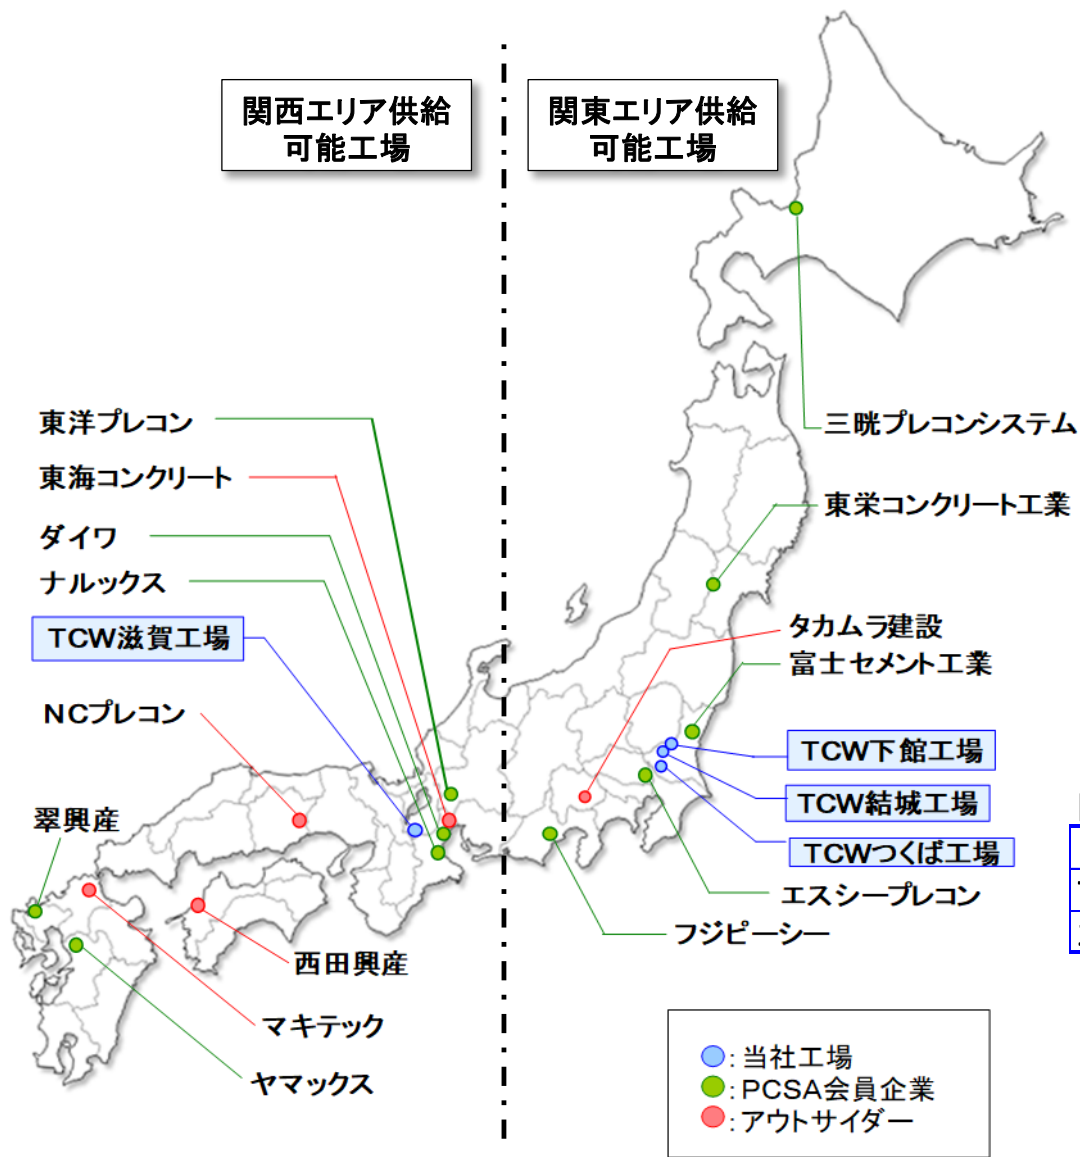 関西エリア供給
可能工場
関東エリア供給
可能工場
東洋プレコン
東海コンクリート
ダイワ
ナルックス
TCW滋賀工場
NCプレコン
翠興産
西田興産
マキテック
ヤマックス
三晄プレコンシステム
東栄コンクリート工業
タカムラ建設
富士セメント工業
TCW下館工場
TCW結城工場
TCWつくば工場
エスシープレコン
フジピーシー
:当社工場
:PCSA会員企業
:アウトサイダー